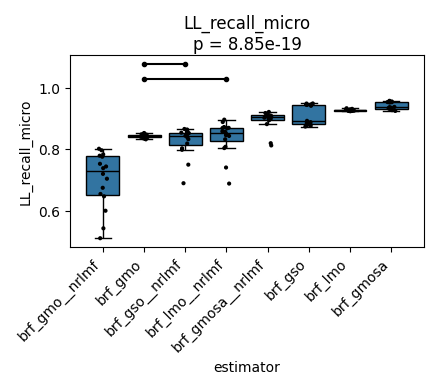 LL_recall_micro
p = 8.85e-19
LL_recall_micro
1.0
0.8
0.6
brf_gmo__nrlmf
brf_gmo
brf_gso__nrlmf
brf_lmo__nrlmf
brf_gmosa__nrlmf
brf_gso
brf_lmo
brf_gmosa
estimator